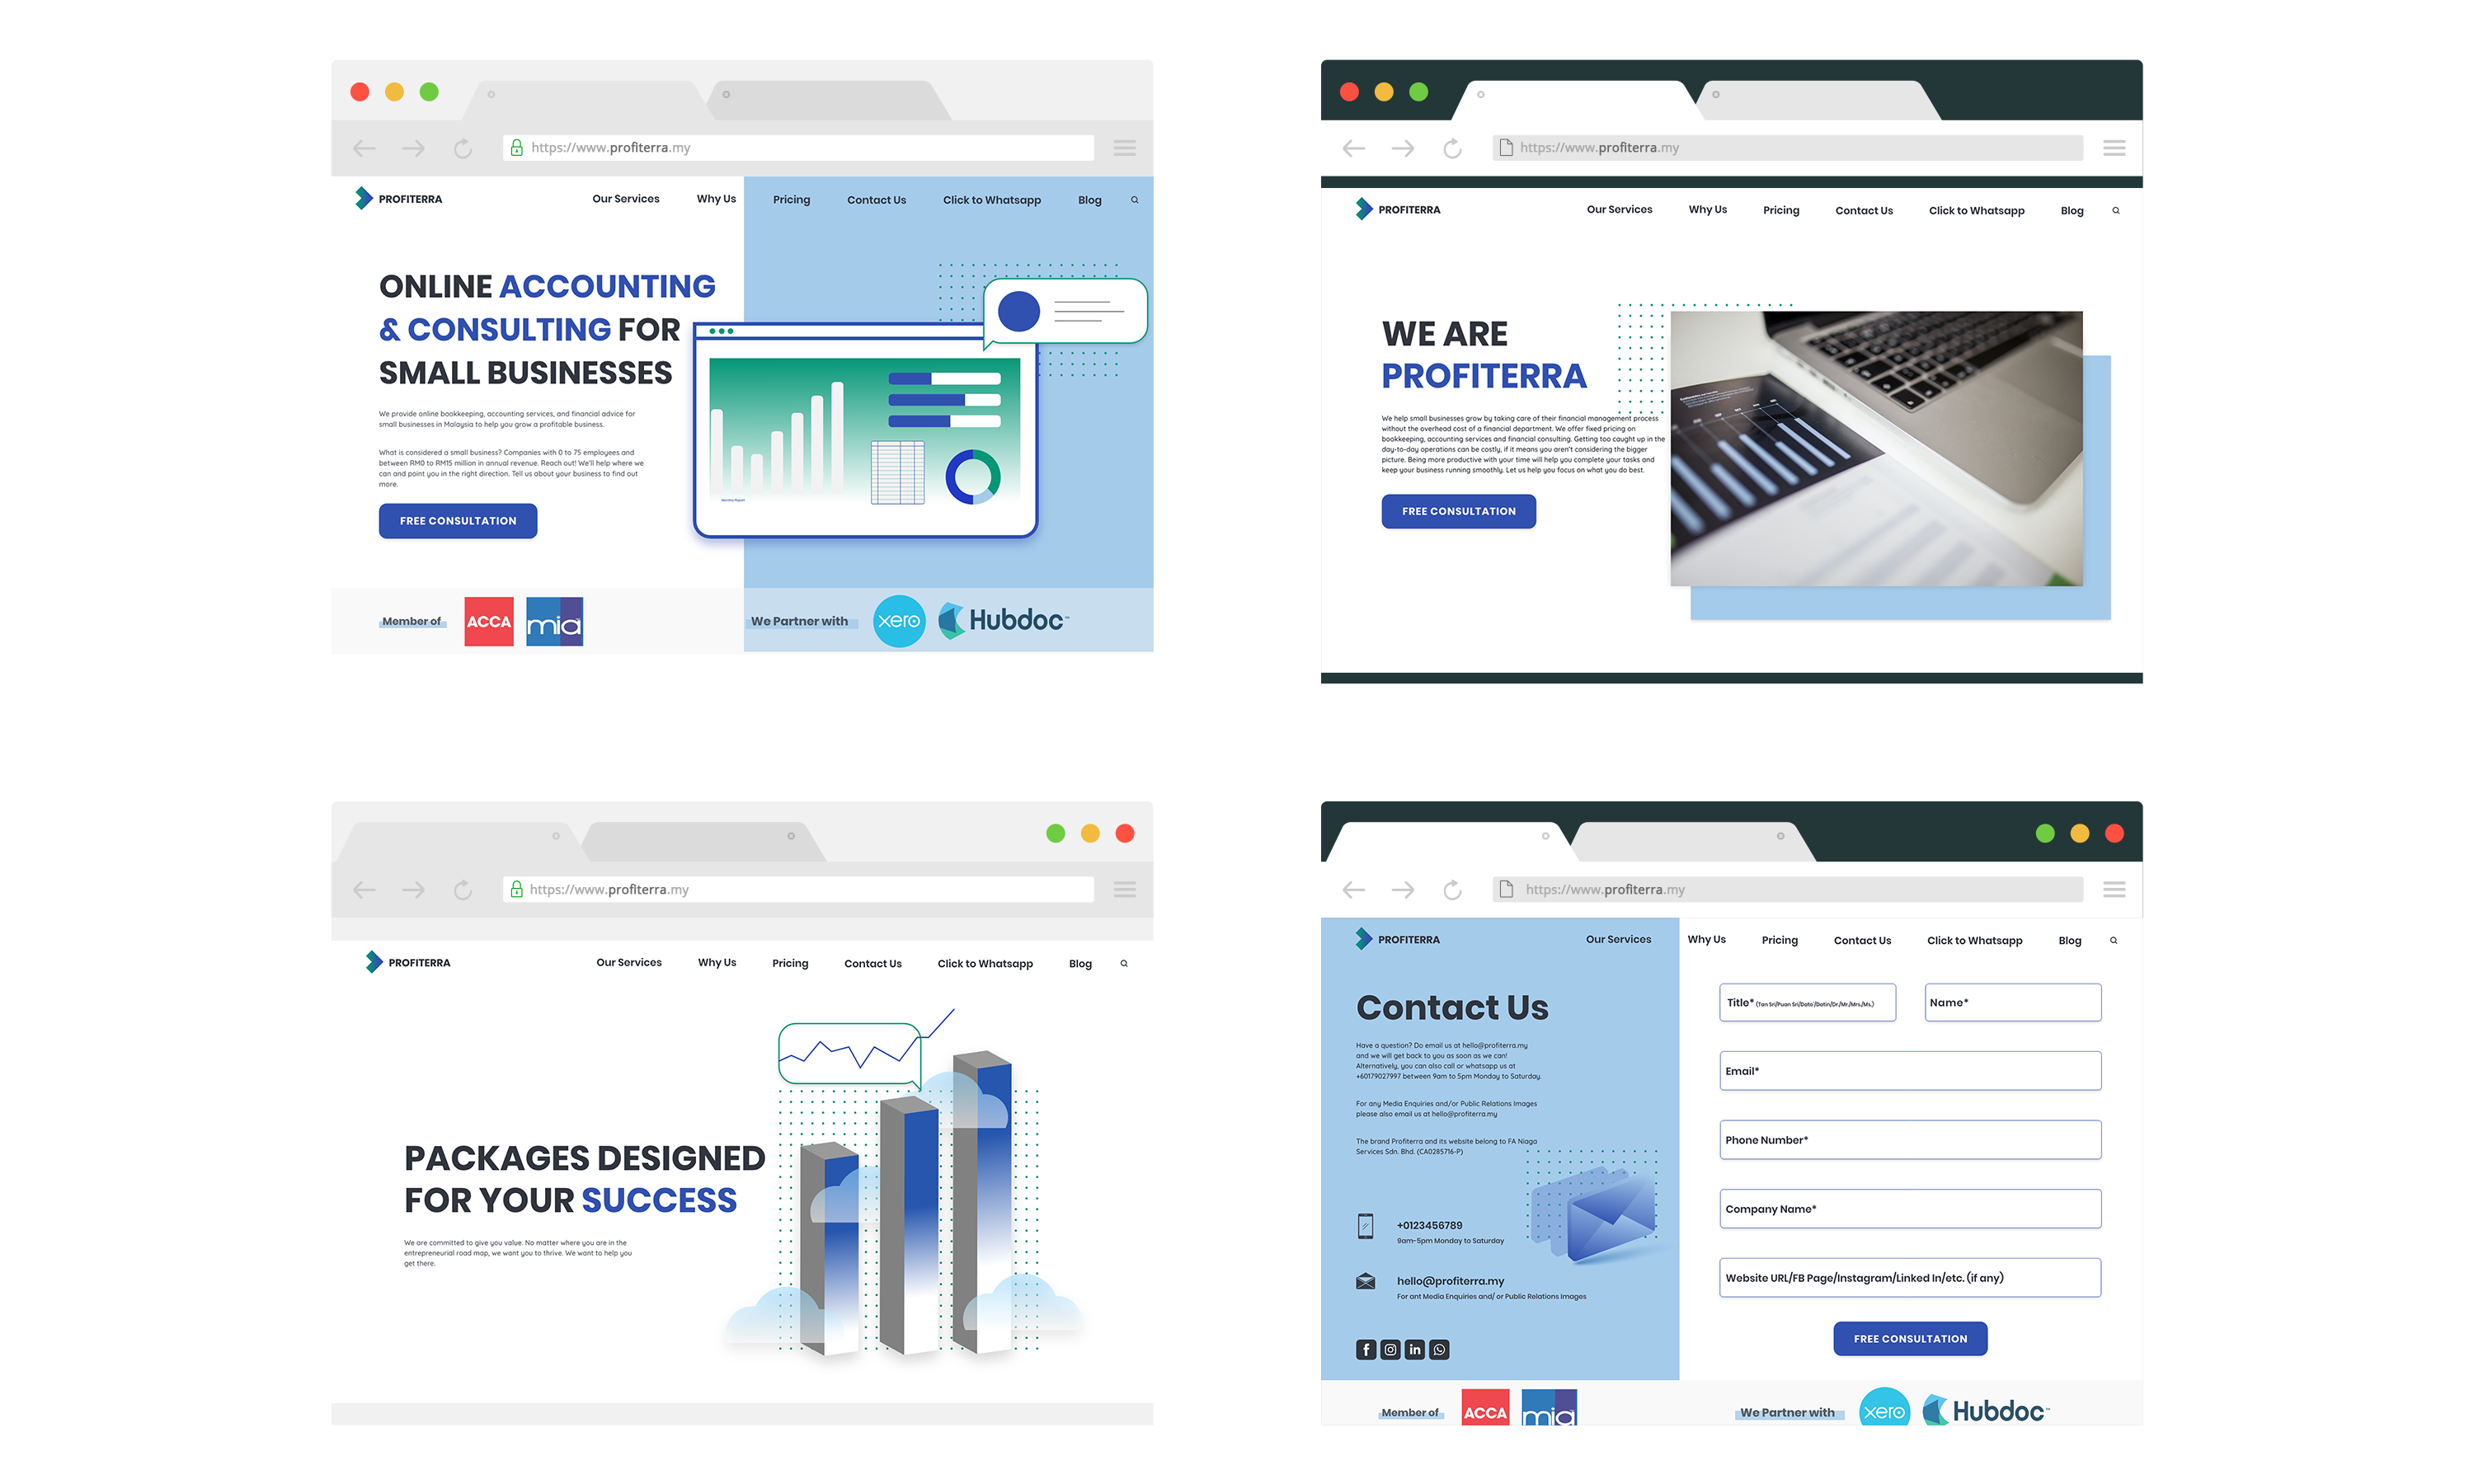 https://www.profiterra.my
PROFITERRA
Our Services
Why Us
Pricing
Contact Us
Click to Whatsapp
Blog
ONLINE ACCOUNTING
& CONSULTING FOR
SMALL BUSINESSES
We provide online bookkeeping, accounting services, and financial advice for
small businesses in Malaysia to help you grow a profitable business.
What is considered a small business? Companies with 0 to 75 employees and
between RM0 to RM15 million in annual revenue. Reach out! We'll help where we
can and point you in the right direction. Tell us about your business to find out
more.
FREE CONSULTATION
Monthly Report
Member of
ACCA
mia
We Partner with
xero
Hubdoc™
https://www.profiterra.my
PROFITERRA
Our Services
Why Us
Pricing
Contact Us
Click to Whatsapp
Blog
WE ARE
PROFITERRA
We help small businesses grow by taking care of their financial management process
without the overhead cost of a financial department. We offer fixed pricing on
bookkeeping, accounting services and financial consulting. Getting too caught up in the
day-to-day operations can be costly, if it means you aren't considering the bigger
picture. Being more productive with your time will help you complete your tasks and
keep your business running smoothly. Let us help you focus on what you do best.
FREE CONSULTATION
https://www.profiterra.my
PROFITERRA
Our Services
Why Us
Pricing
Contact Us
Click to Whatsapp
Blog
PACKAGES DESIGNED
FOR YOUR SUCCESS
We are committed to give you value. No matter where you are in the
entrepreneurial road map, we want you to thrive. We want to help you
get there.
https://www.profiterra.my
PROFITERRA
Our Services
Why Us
Pricing
Contact Us
Click to Whatsapp
Blog
Contact Us
Have a question? Do email us at hello@profiterra.my
and we will get back to you as soon as we can!
Alternatively, you can also call or whatsapp us at
+60179027997 between 9am to 5pm Monday to Saturday.
For any Media Enquiries and/or Public Relations Images
please also email us at hello@profiterra.my
The brand Profiterra and its website belong to FA Niaga
Services Sdn. Bhd. (CA0285716-P)
+0123456789
9am-5pm Monday to Saturday
hello@profiterra.my
For ant Media Enquiries and/ or Public Relations Images
Title* (Tan Sri/Puan Sri/Dato'/Datin/Dr./Mr./Mrs./Ms.)
Name*
Email*
Phone Number*
Company Name*
Website URL/FB Page/Instagram/Linked In/etc. (if any)
FREE CONSULTATION
Member of
ACCA
mia
We Partner with
xero
Hubdoc™